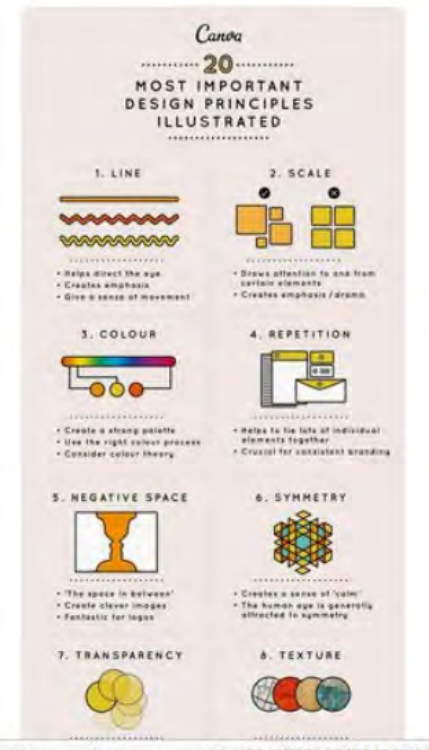 Canva
20
MOST IMPORTANT
DESIGN PRINCIPLES
ILLUSTRATED
1. LINE
• Helps direct the eye
• Creates emphasis
• Give a sense of movement
2. SCALE
• Draws attention to and from
certain elements
• Creates emphasis / drama
3. COLOUR
• Create a strong palette
• Use the right colour process
• Consider colour theory
4. REPETITION
• Helps to tie lots of individual
elements together
• Crucial for consistent branding
5. NEGATIVE SPACE
• 'The space in between'
• Create clever images
• Fantastic for logos
6. SYMMETRY
• Creates a sense of 'calm'
• The human eye is generally
attracted to symmetry
7. TRANSPARENCY
8. TEXTURE